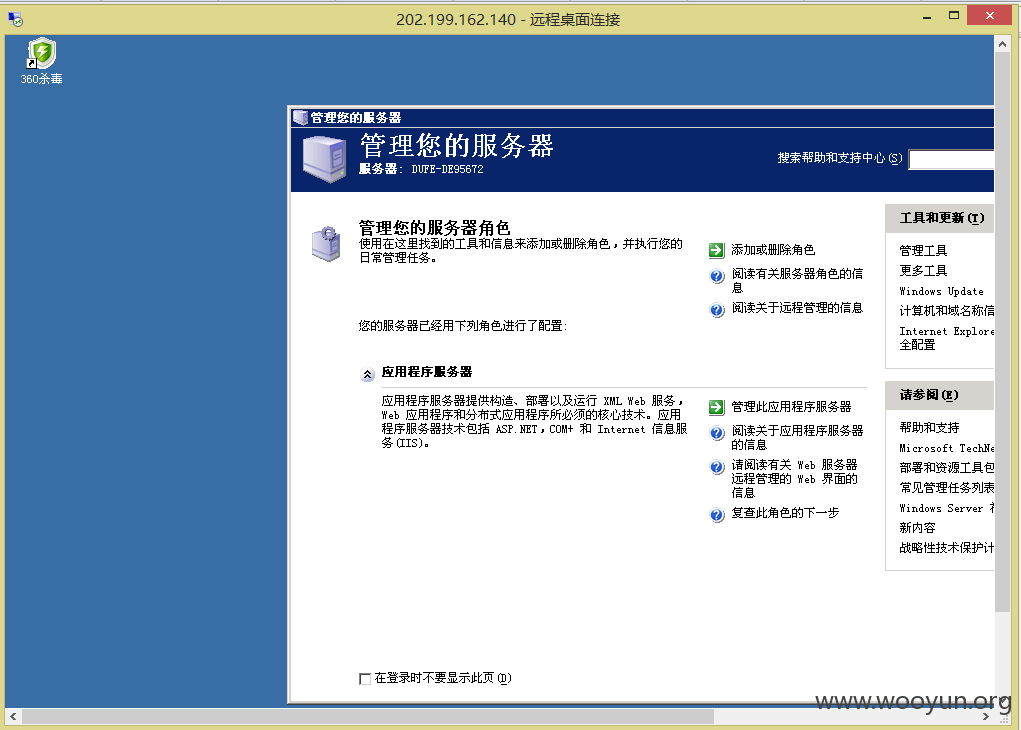 202.199.162.140 - 远程桌面连接
360杀毒
管理您的服务器
管理您的服务器
服务器: DUFE-DE95672
搜索帮助和支持中心(S)
管理您的服务器角色
使用在这里找到的工具和信息来添加或删除角色，并执行您的
日常管理任务。
添加或删除角色
阅读有关服务器角色的信
息
阅读关于远程管理的信息
您的服务器已经用下列角色进行了配置:
应用程序服务器
应用程序服务器提供构造、部署以及运行 XML Web 服务，
Web 应用程序和分布式应用程序所必须的核心技术。应用
程序服务器技术包括 ASP.NET，COM+ 和 Internet 信息服
务(IIS)。
管理此应用程序服务器
阅读关于应用程序服务器
的信息
请阅读有关 Web 服务器
远程管理的 Web 界面的
信息
复查此角色的下一步
工具和更新(T)
管理工具
更多工具
Windows Update
计算机和域名称信
Internet Explore
全配置
请参阅(E)
帮助和支持
Microsoft TechNe
部署和资源工具包
常见管理任务列表
Windows Server
新内容
战略性技术保护计
在登录时不要显示此页(D)
www.wooyun.org